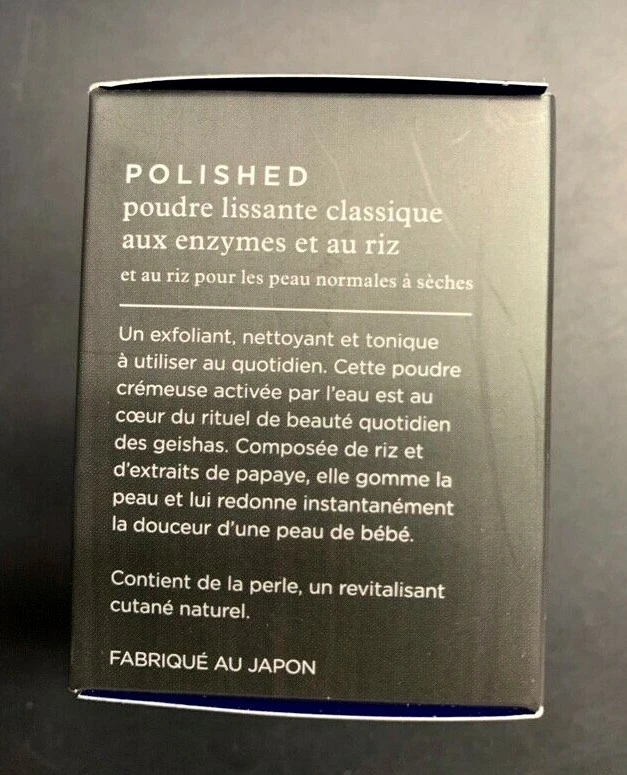 POLISHED
poudre lissante classique
aux enzymes et au riz
et au riz pour les peau normales à sèches
Un exfoliant, nettoyant et tonique
à utiliser au quotidien. Cette poudre
crémeuse activée par l'eau est au
cœur du rituel de beauté quotidien
des geishas. Composée de riz et
d'extraits de papaye, elle gomme la
peau et lui redonne instantanément
la douceur d'une peau de bébé.
Contient de la perle, un revitalisant
cutané naturel.
FABRIQUÉ AU JAPON